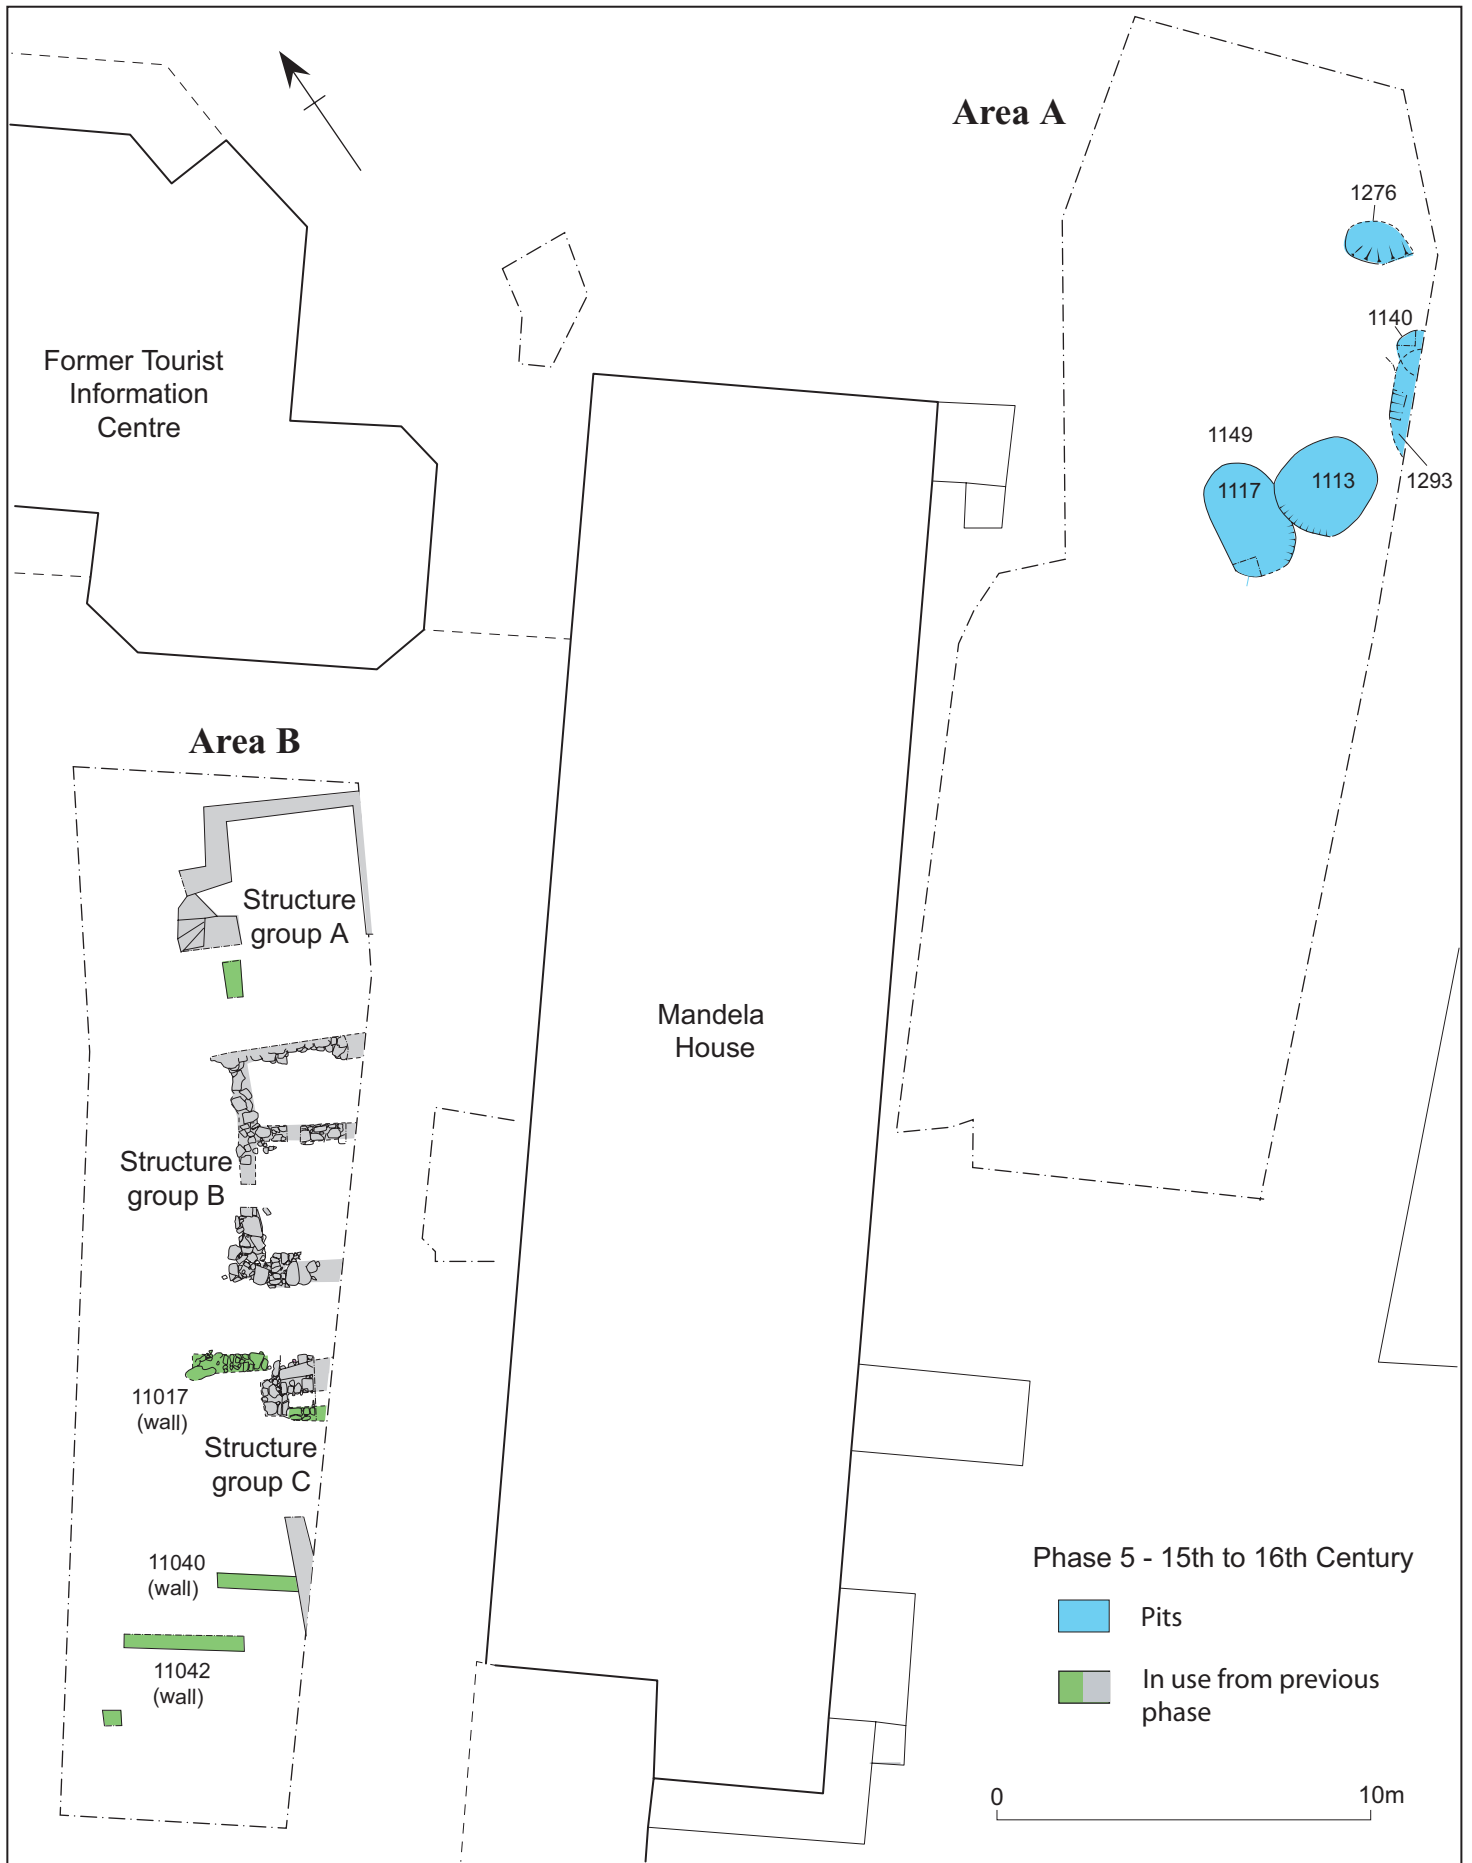 Area A
1276
1140
Former Tourist
Information
Centre
1149
1117
1113
1293
Area B
Structure
group A
Mandela
House
Structure
group B
11017
(wall)
Structure
group C
Phase 5 - 15th to 16th Century
11040
(wall)
Pits
11042
(wall)
In use from previous
phase
0
10m